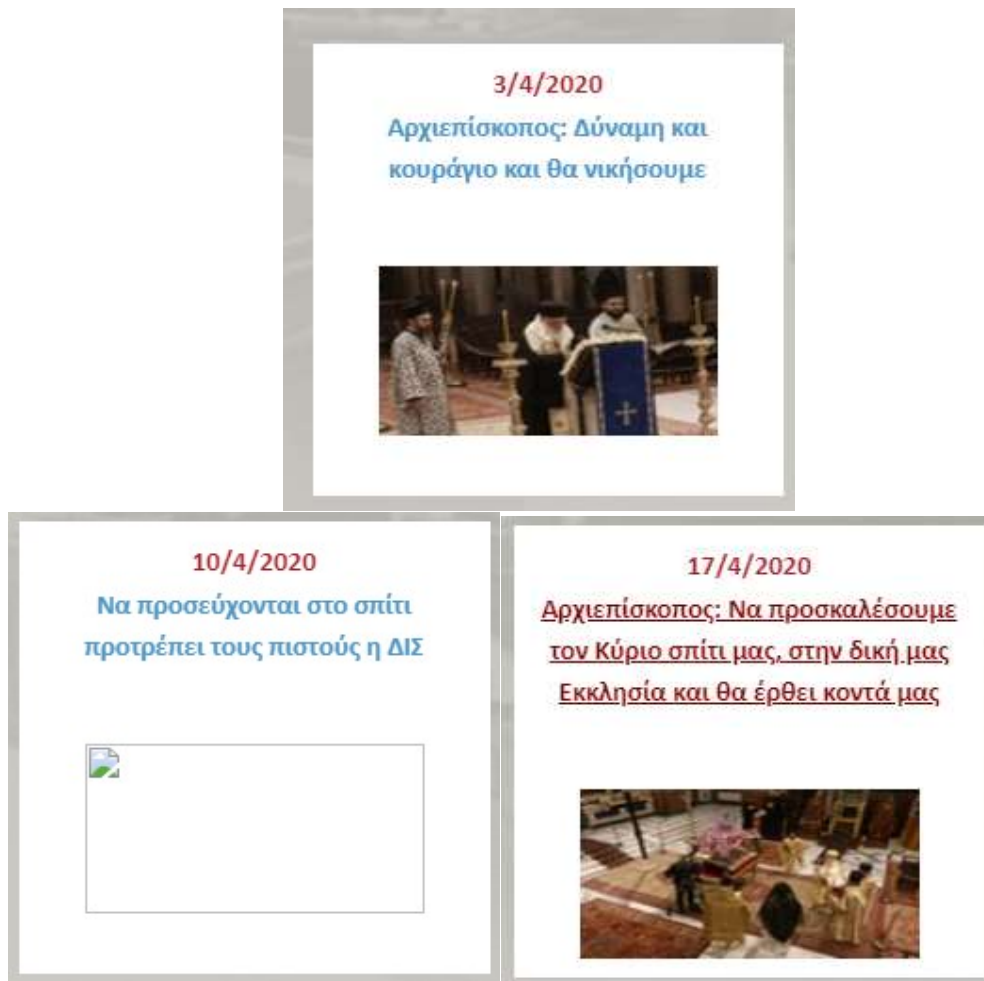 3/4/2020
Αρχιεπίσκοπος: Δύναμη και
κουράγιο και θα νικήσουμε
10/4/2020
Να προσεύχονται στο σπίτι
προτρέπει τους πιστούς η ΔΙΣ
17/4/2020
Αρχιεπίσκοπος: Να προσκαλέσουμε
τον Κύριο σπίτι μας, στην δική μας
Εκκλησία και θα έρθει κοντά μας